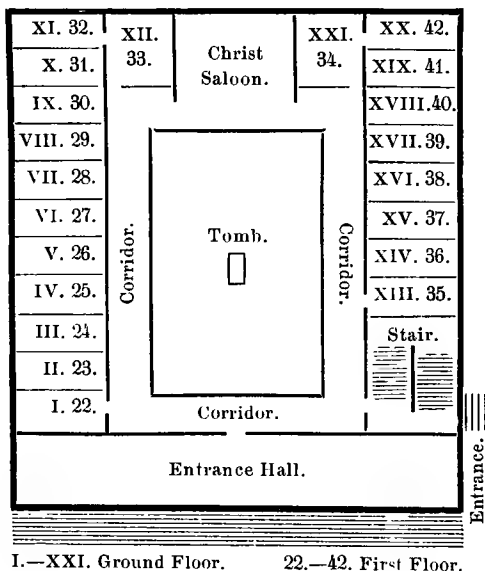 XI. 32.
XII.
33.
Christ
Saloon.
XXI.
34.
XX. 42.
X. 31.
XIX. 41.
IX. 30.
XVIII.40.
VIII. 29.
XVII.39.
VII. 28.
XVI. 38.
VI. 27.
XV. 37.
V. 26.
XIV. 36.
IV. 25.
XIII. 35.
III. 24.
II. 23.
I. 22.
Corridor.
Tomb.
Corridor.
Stair.
Corridor.
Entrance Hall.
Entrance.
I.—XXI. Ground Floor.
22.—42. First Floor.